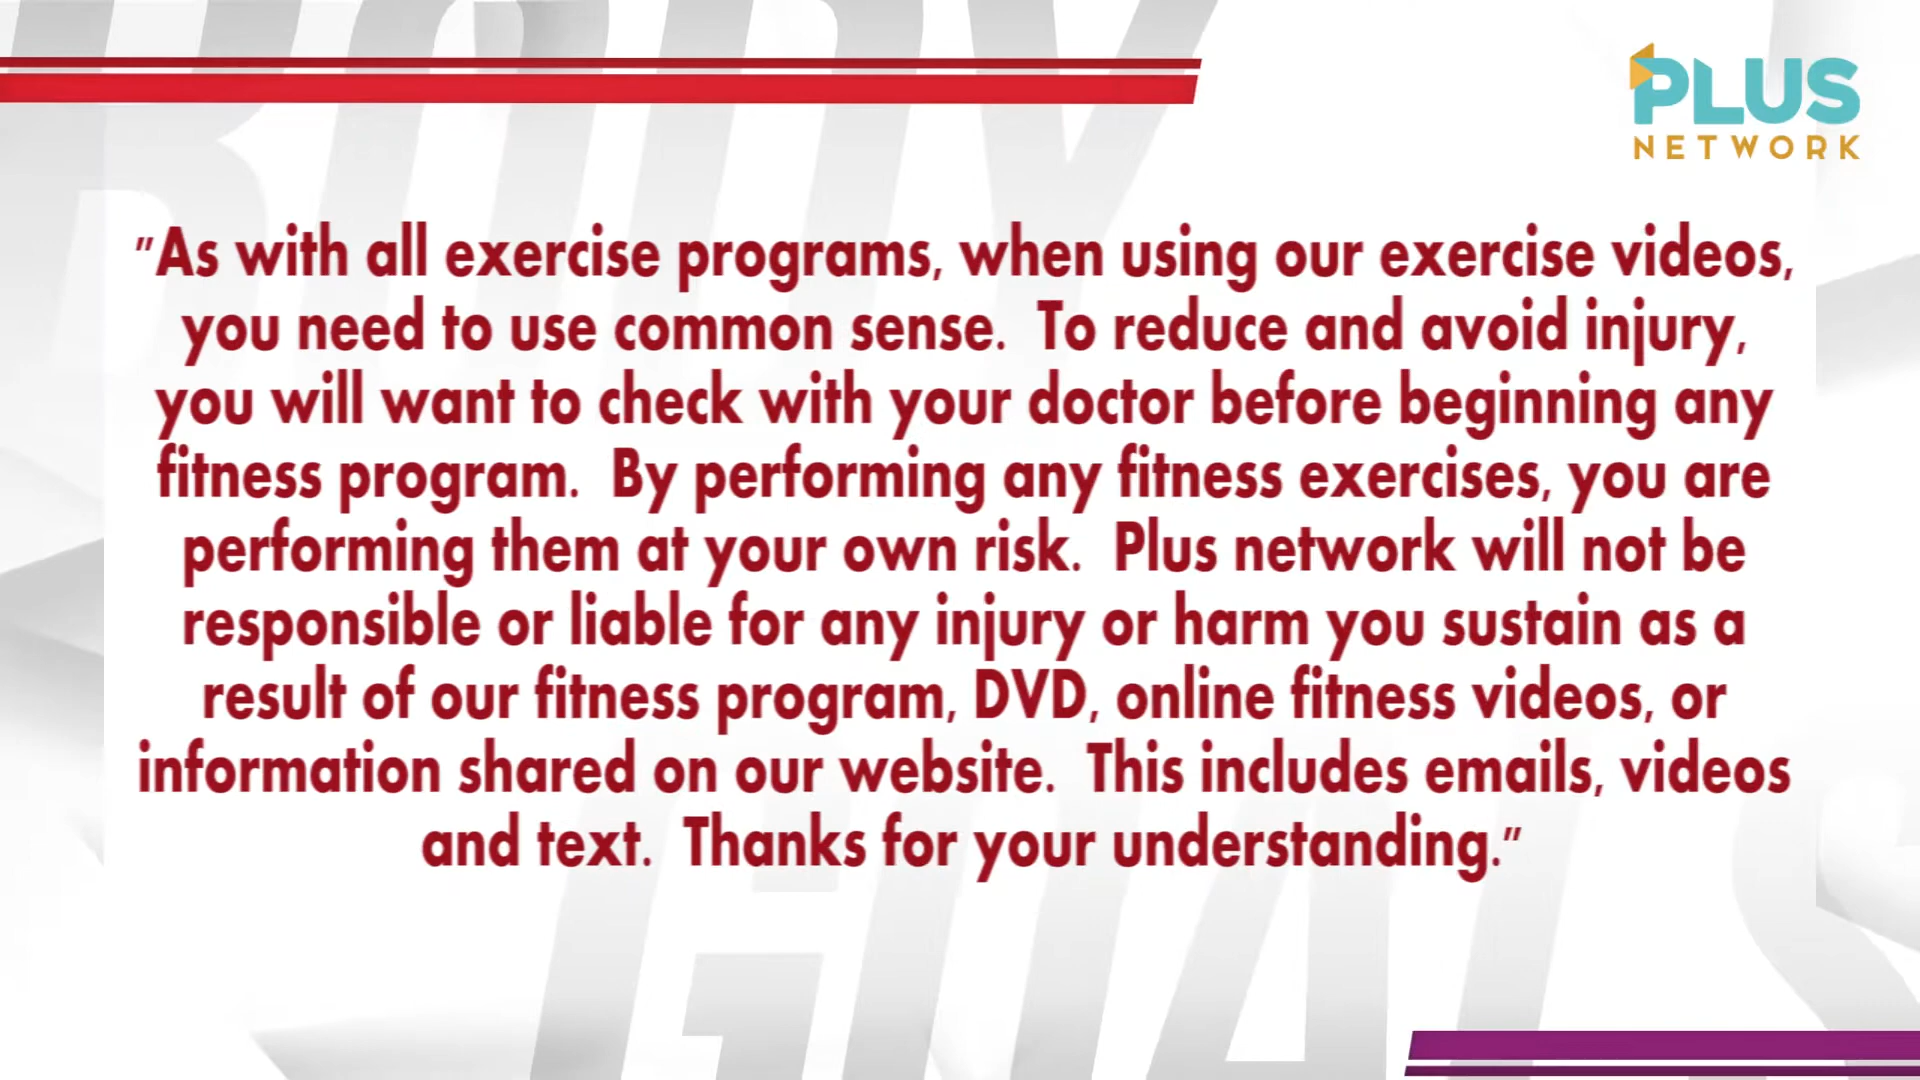 BODY
PLUS
NETWORK
"As with all exercise programs, when using our exercise videos,
you need to use common sense.  To reduce and avoid injury,
you will want to check with your doctor before beginning any
fitness program.  By performing any fitness exercises, you are
performing them at your own risk.  Plus network will not be
responsible or liable for any injury or harm you sustain as a
result of our fitness program, DVD, online fitness videos, or
information shared on our website.  This includes emails, videos
and text.  Thanks for your understanding."
GOALS